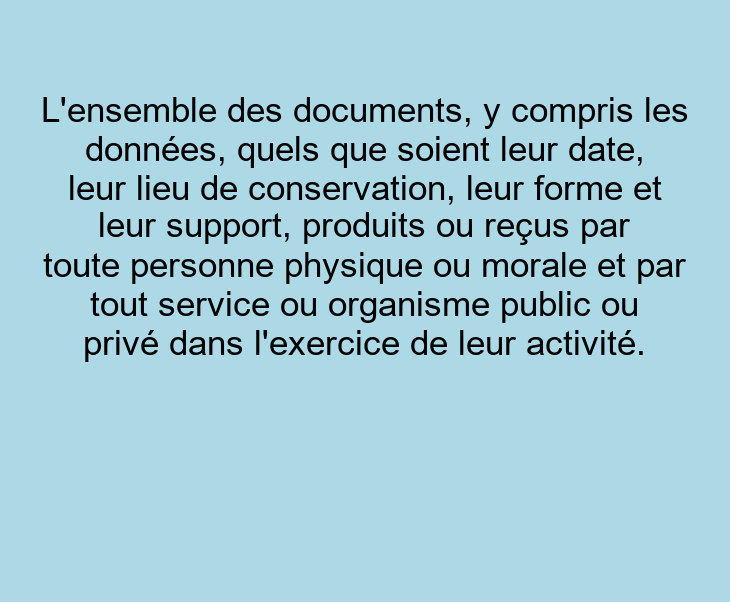 L'ensemble des documents, y compris les
données, quels que soient leur date,
leur lieu de conservation, leur forme et
leur support, produits ou reçus par
toute personne physique ou morale et par
tout service ou organisme public ou
privé dans l'exercice de leur activité.